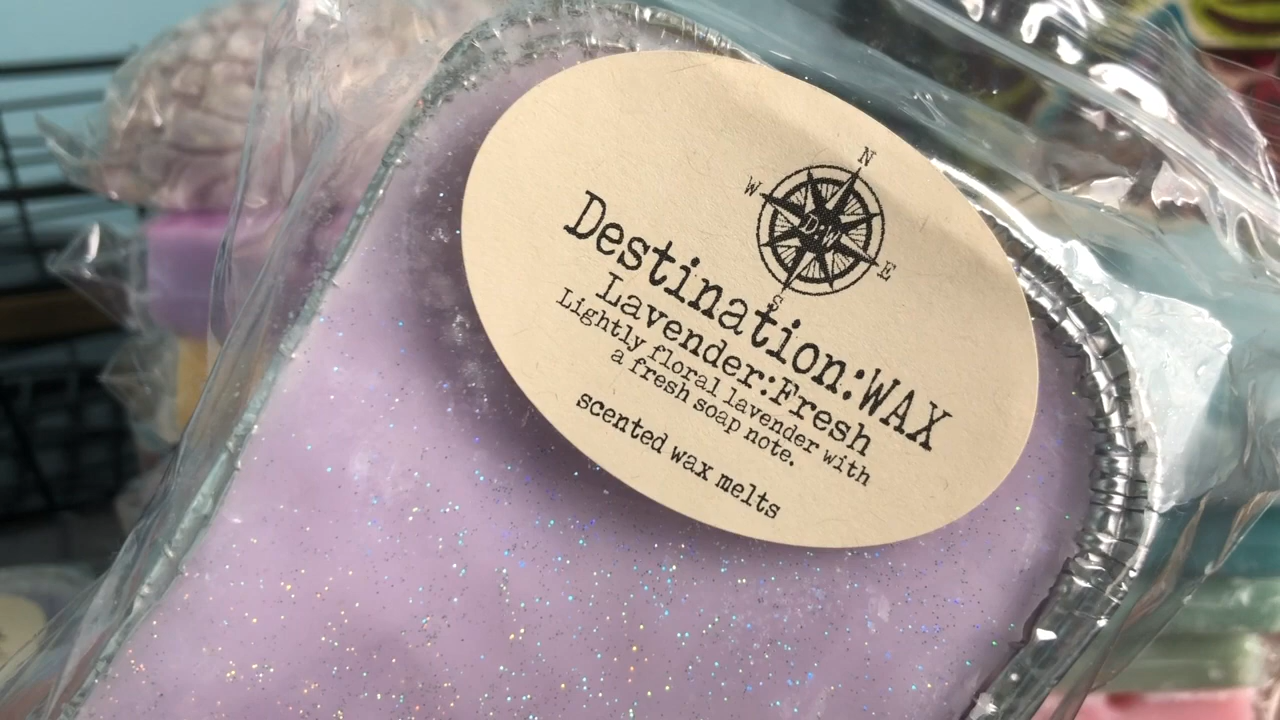 N
W
D:W
E
S
Destination:WAX
Lavender:Fresh
Lightly floral lavender with
a fresh soap note.
scented wax melts